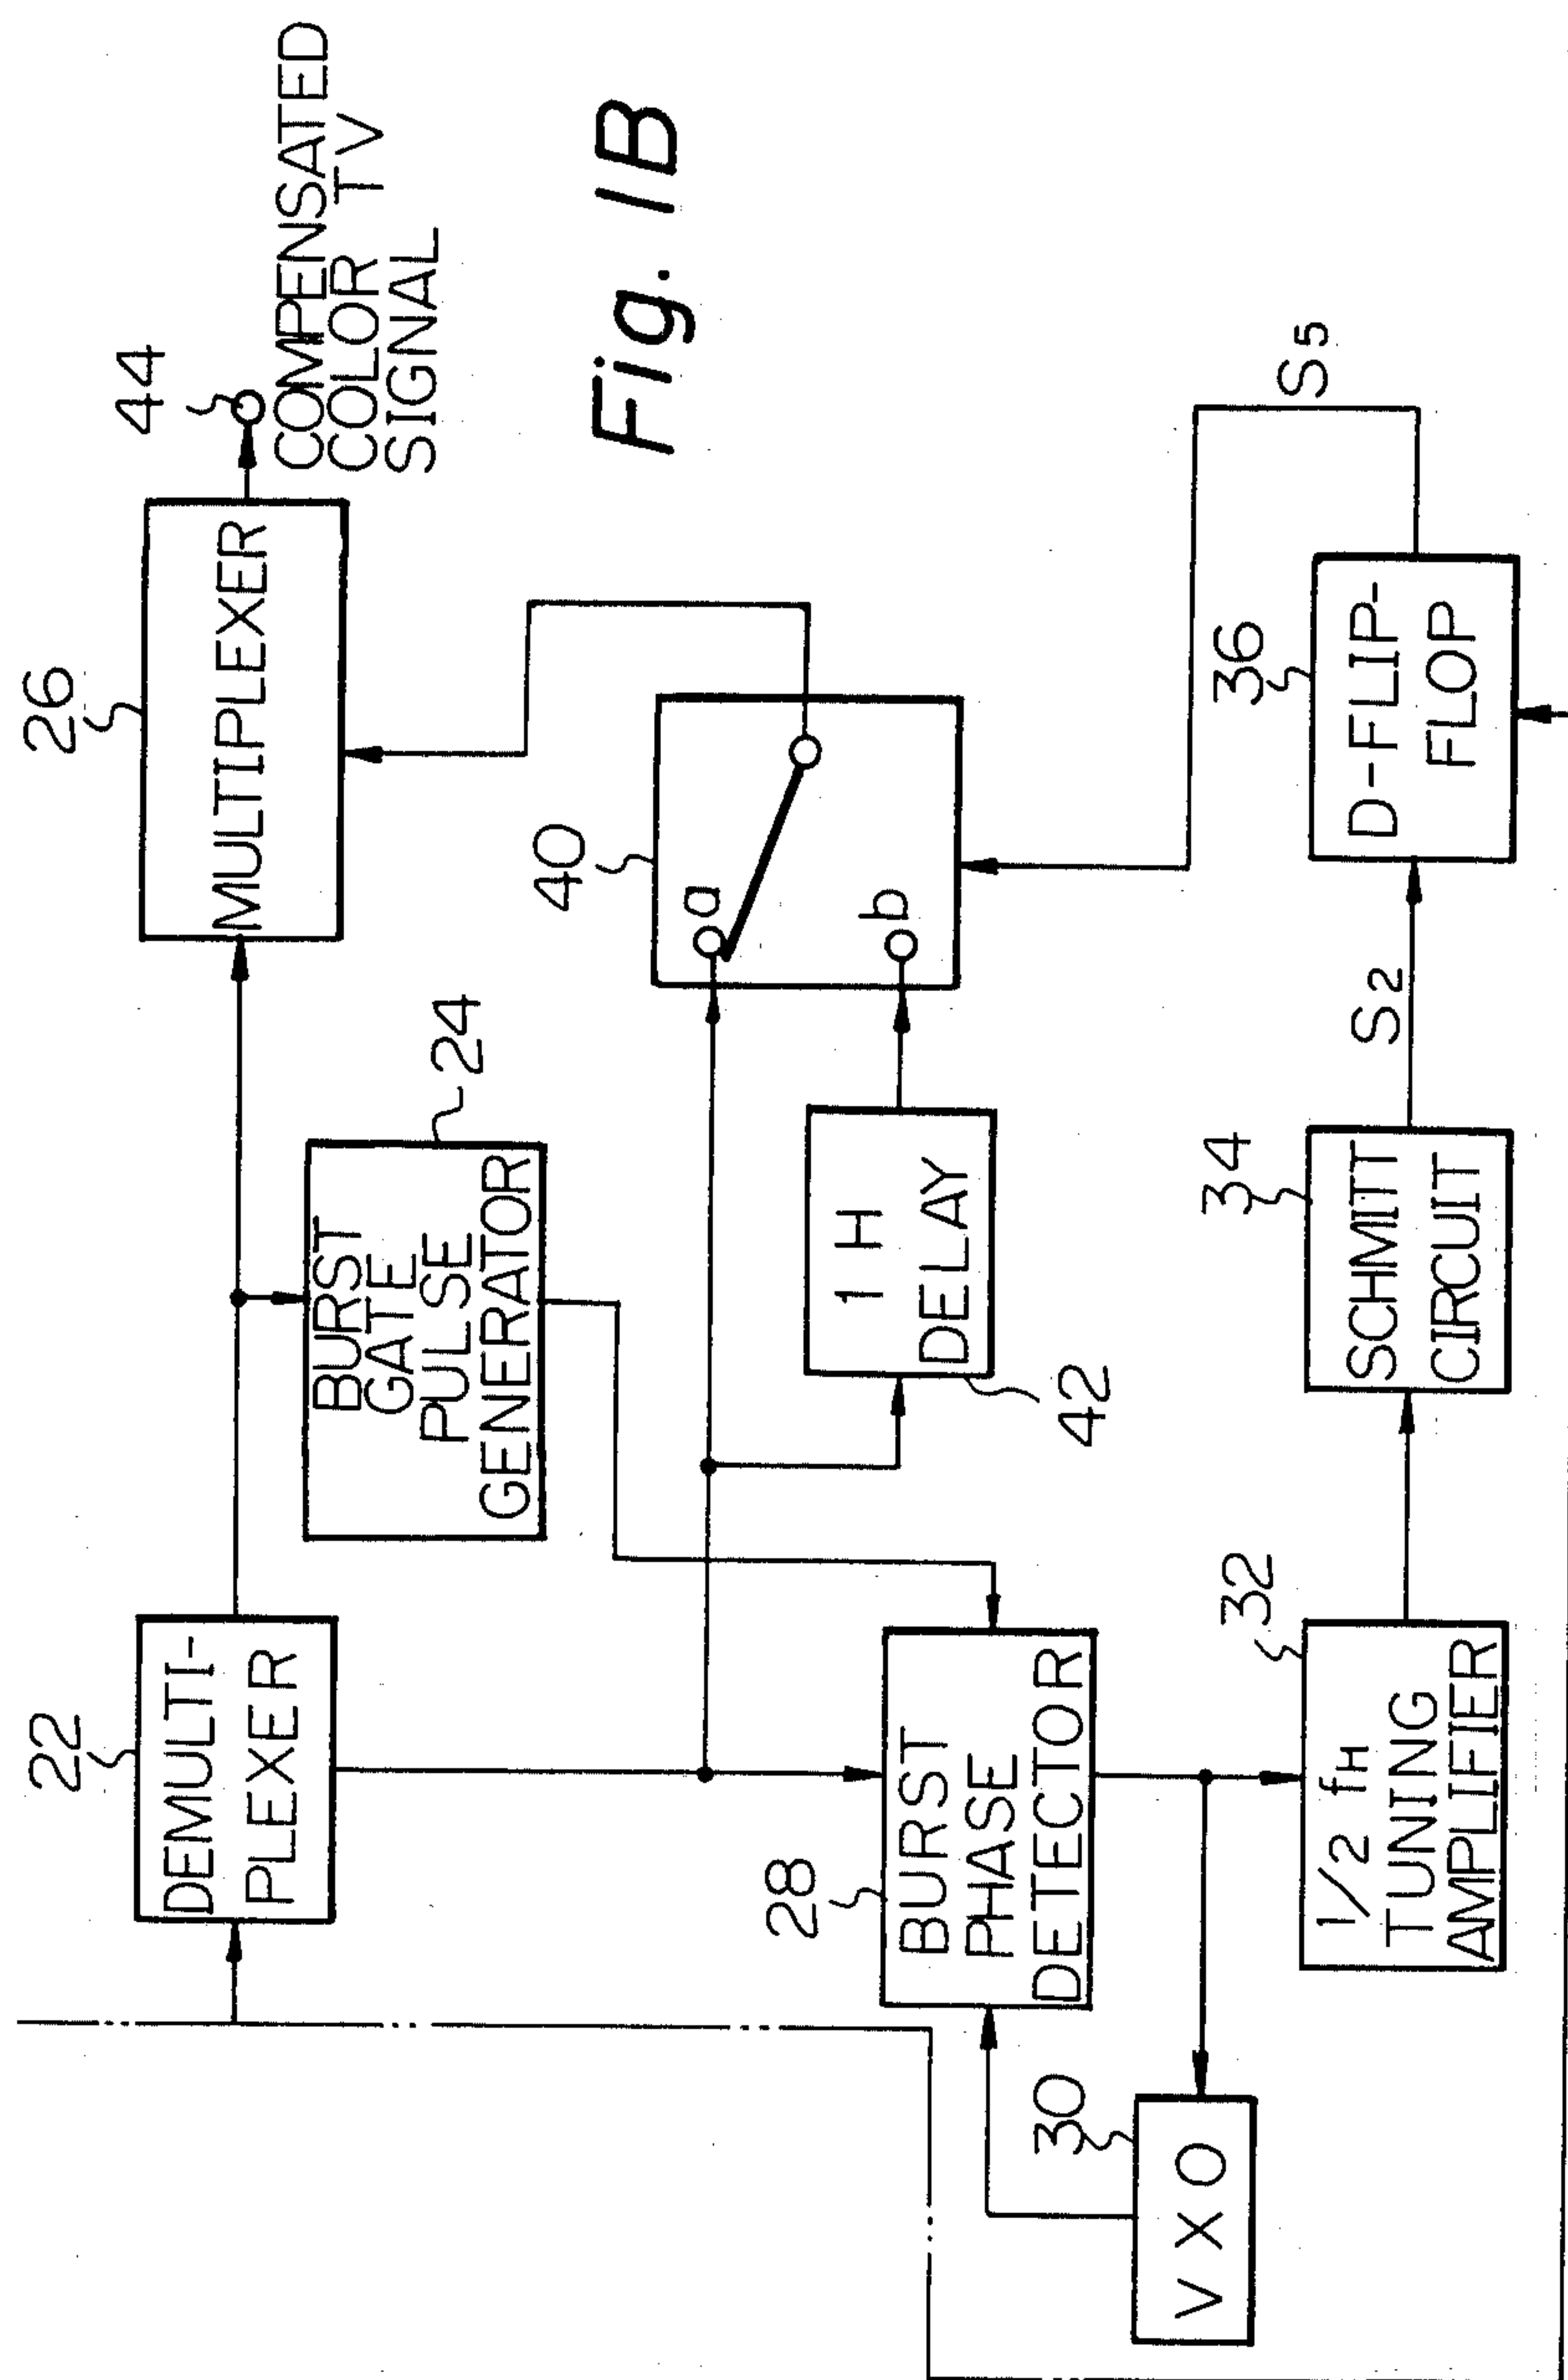 22
DEMULTI-
PLEXER
26
MULTIPLEXER
44
COMPENSATED
COLOR TV
SIGNAL
24
BURST
GATE
PULSE
GENERATOR
Fig. 1B
40
a
b
1 H
DELAY
42
28
BURST
PHASE
DETECTOR
30
VXO
32
1/2 fH
TUNING
AMPLIFIER
34
SCHMITT
CIRCUIT
S2
36
D-FLIP-
FLOP
S5